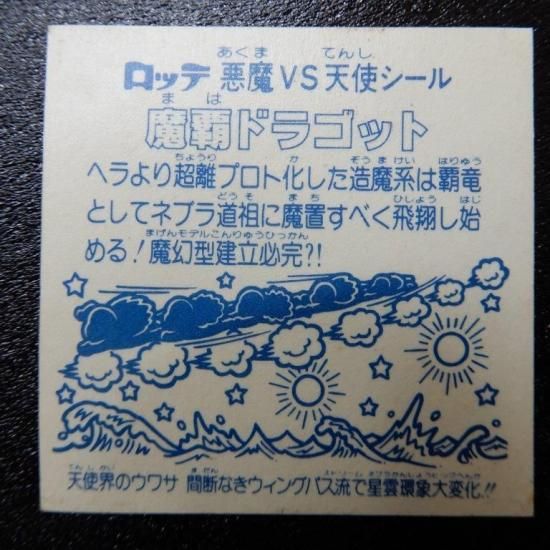 ロッテ 悪魔VS天使シール
魔覇ドラゴット
ヘラより超離プロト化した造魔系は覇竜
としてネブラ道祖に魔置すべく飛翔し始
める!魔幻型建立必完?!
天使界のウワサ 間断なきウィングパス流で星雲環象大変化!!